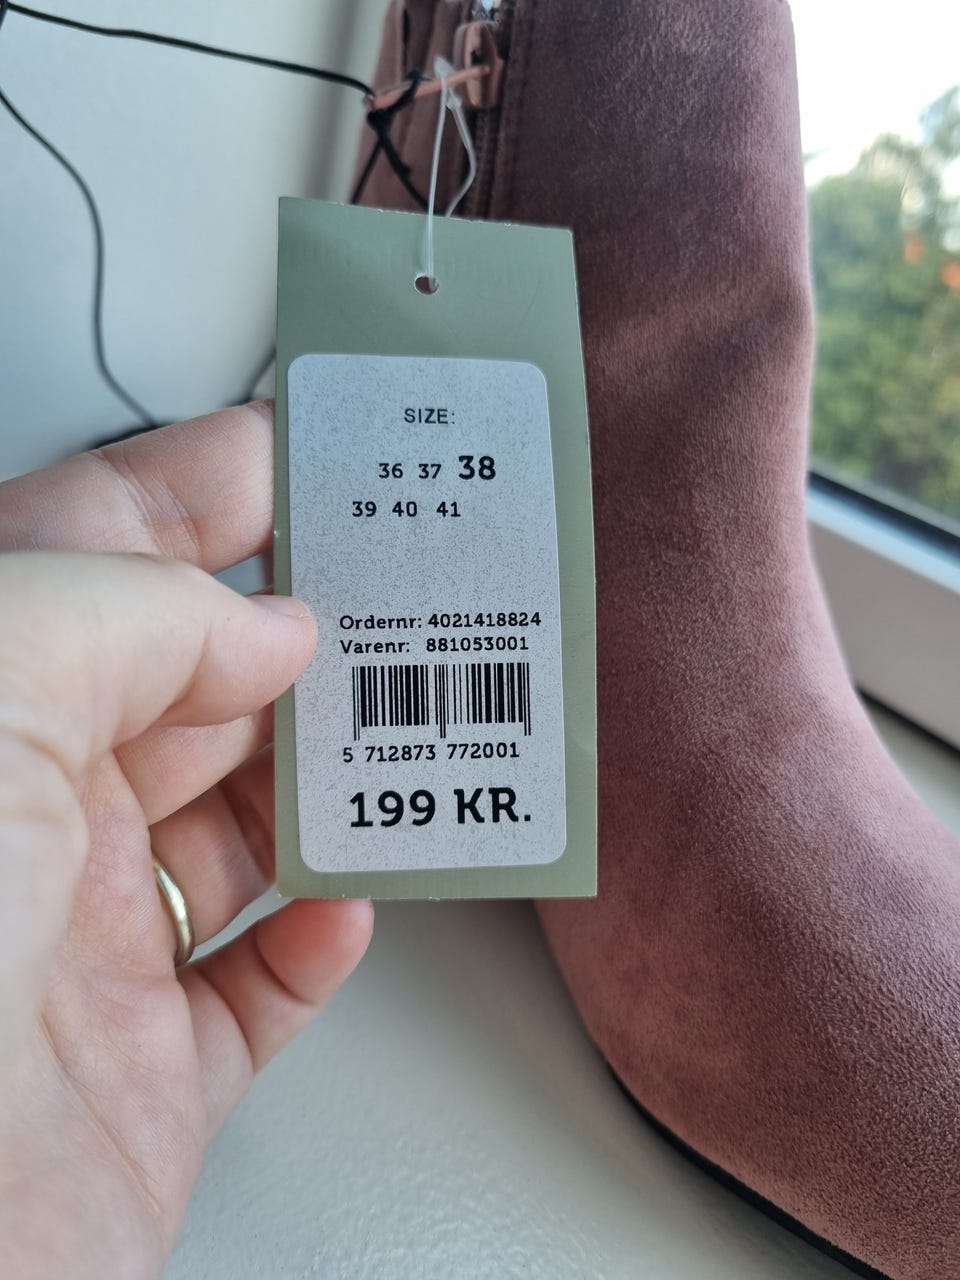 SIZE:
36 37 38
39 40 41
Ordernr: 4021418824
Varenr: 881053001
5 712873 772001
199 KR.